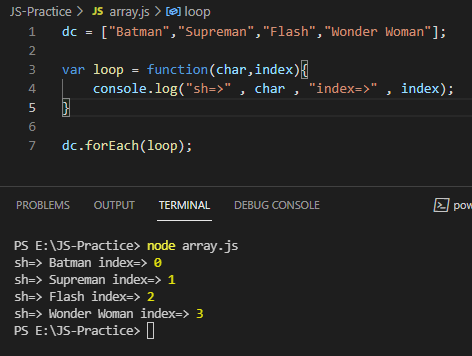 JS-Practice > JS array.js > loop
1 dc = ["Batman","Supreman","Flash","Wonder Woman"];
2
3 var loop = function(char,index){
4 console.log("sh=>" , char , "index=>" , index);
5 }
6
7 dc.forEach(loop);
PROBLEMS OUTPUT TERMINAL DEBUG CONSOLE pow
PS E:\JS-Practice> node array.js
sh=> Batman index=> 0
sh=> Supreman index=> 1
sh=> Flash index=> 2
sh=> Wonder Woman index=> 3
PS E:\JS-Practice>